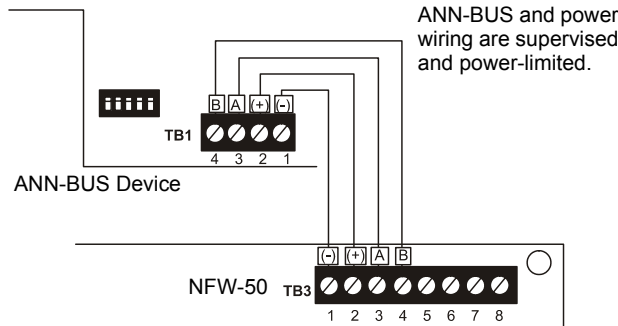 ANN-BUS and power
wiring are supervised
and power-limited.
B A (+) (-)
TB1
4 3 2 1
ANN-BUS Device
(-) (+) A B
NFW-50 TB3
1 2 3 4 5 6 7 8